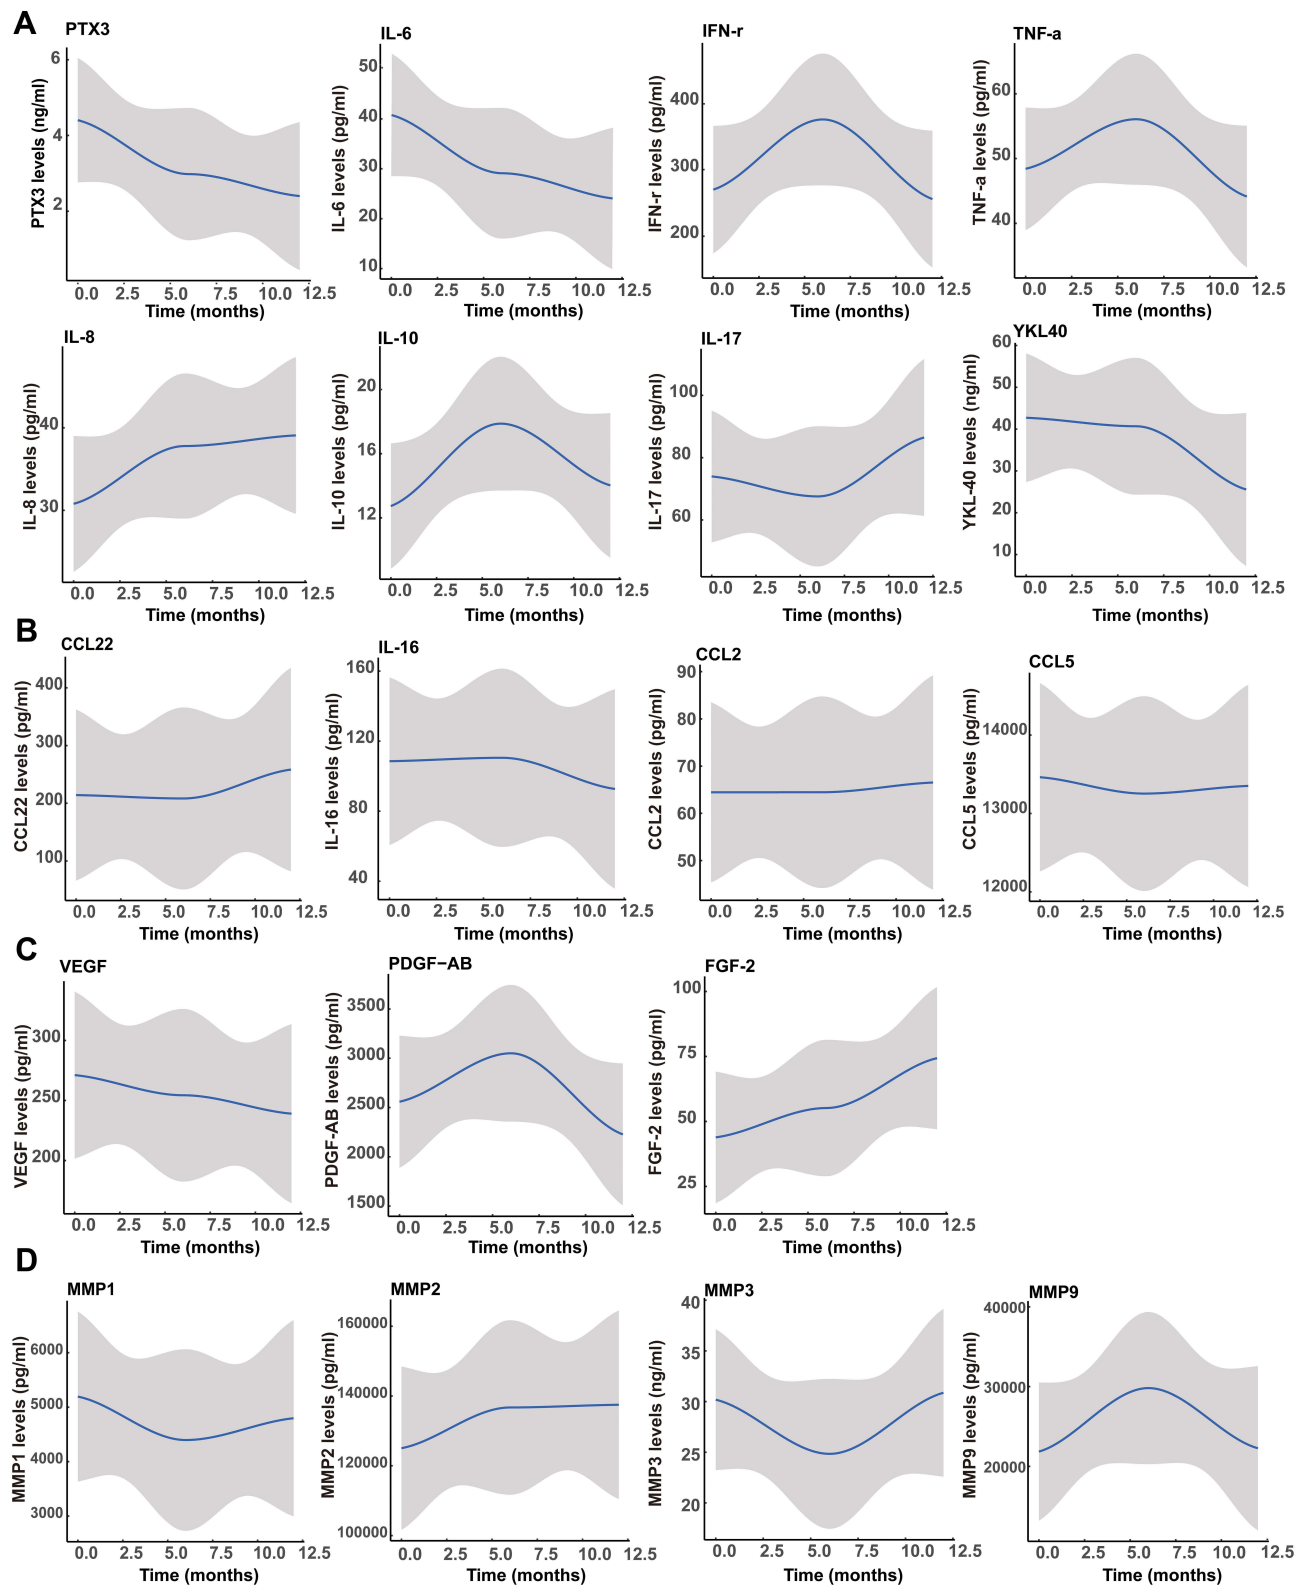 A
PTX3
PTX3 levels (ng/ml)
6
4
2
0.0 2.5 5.0 7.5 10.0 12.5
Time (months)
IL-6
IL-6 levels (pg/ml)
50
40
30
20
10
0.0 2.5 5.0 7.5 10.0 12.5
Time (months)
IFN-r
IFN-r levels (pg/ml)
400
300
200
0.0 2.5 5.0 7.5 10.0 12.5
Time (months)
TNF-a
TNF-a levels (pg/ml)
60
50
40
0.0 2.5 5.0 7.5 10.0 12.5
Time (months)
IL-8
IL-8 levels (pg/ml)
40
30
0.0 2.5 5.0 7.5 10.0 12.5
Time (months)
IL-10
IL-10 levels (pg/ml)
20
16
12
0.0 2.5 5.0 7.5 10.0 12.5
Time (months)
IL-17
IL-17 levels (pg/ml)
100
80
60
0.0 2.5 5.0 7.5 10.0 12.5
Time (months)
YKL40
YKL-40 levels (ng/ml)
60
50
40
30
20
10
0.0 2.5 5.0 7.5 10.0 12.5
Time (months)
B
CCL22
CCL22 levels (pg/ml)
400
300
200
100
0.0 2.5 5.0 7.5 10.0 12.5
Time (months)
IL-16
IL-16 levels (pg/ml)
160
120
80
40
0.0 2.5 5.0 7.5 10.0 12.5
Time (months)
CCL2
CCL2 levels (pg/ml)
90
80
70
60
50
0.0 2.5 5.0 7.5 10.0 12.5
Time (months)
CCL5
CCL5 levels (pg/ml)
14000
13000
12000
0.0 2.5 5.0 7.5 10.0 12.5
Time (months)
C
VEGF
VEGF levels (pg/ml)
300
250
200
0.0 2.5 5.0 7.5 10.0 12.5
Time (months)
PDGF−AB
PDGF-AB levels (pg/ml)
3500
3000
2500
2000
1500
0.0 2.5 5.0 7.5 10.0 12.5
Time (months)
FGF-2
FGF-2 levels (pg/ml)
100
75
50
25
0.0 2.5 5.0 7.5 10.0 12.5
Time (months)
D
MMP1
MMP1 levels (pg/ml)
6000
5000
4000
3000
0.0 2.5 5.0 7.5 10.0 12.5
Time (months)
MMP2
MMP2 levels (pg/ml)
160000
140000
120000
100000
0.0 2.5 5.0 7.5 10.0 12.5
Time (months)
MMP3
MMP3 levels (ng/ml)
40
35
30
25
20
0.0 2.5 5.0 7.5 10.0 12.5
Time (months)
MMP9
MMP9 levels (pg/ml)
40000
30000
20000
0.0 2.5 5.0 7.5 10.0 12.5
Time (months)